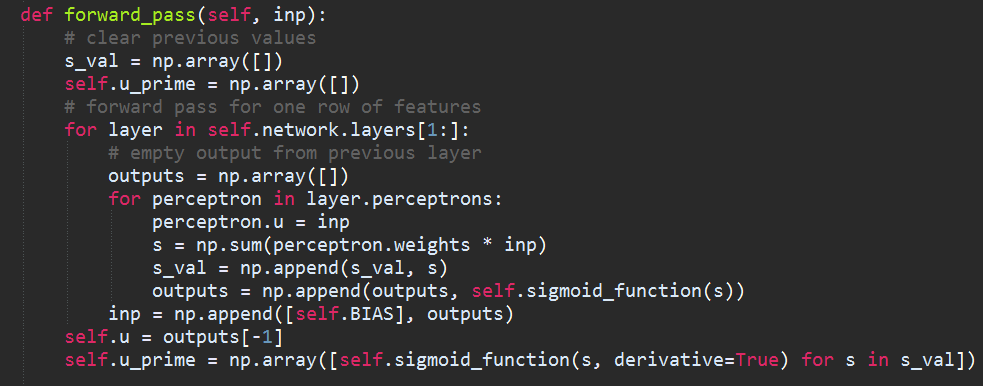 def forward_pass(self, inp):
    # clear previous values
    s_val = np.array([])
    self.u_prime = np.array([])
    # forward pass for one row of features
    for layer in self.network.layers[1:]:
        # empty output from previous layer
        outputs = np.array([])
        for perceptron in layer.perceptrons:
            perceptron.u = inp
            s = np.sum(perceptron.weights * inp)
            s_val = np.append(s_val, s)
            outputs = np.append(outputs, self.sigmoid_function(s))
        inp = np.append([self.BIAS], outputs)
    self.u = outputs[-1]
    self.u_prime = np.array([self.sigmoid_function(s, derivative=True) for s in s_val])